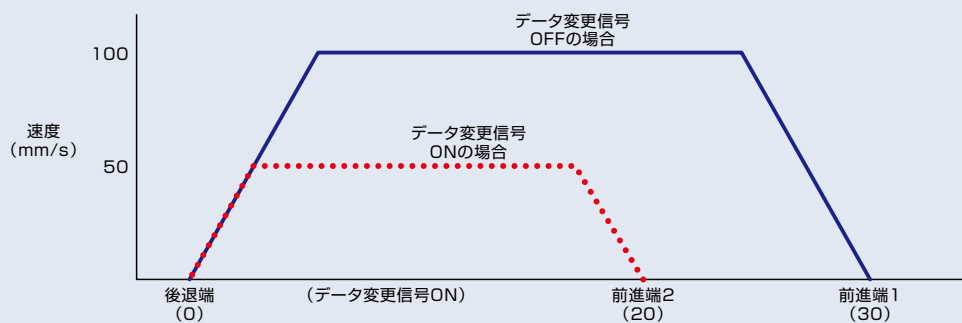 データ変更信号
OFFの場合
100
速度
(mm/s)
データ変更信号
ONの場合
50
後退端
(0)
(データ変更信号ON)
前進端2
(20)
前進端1
(30)